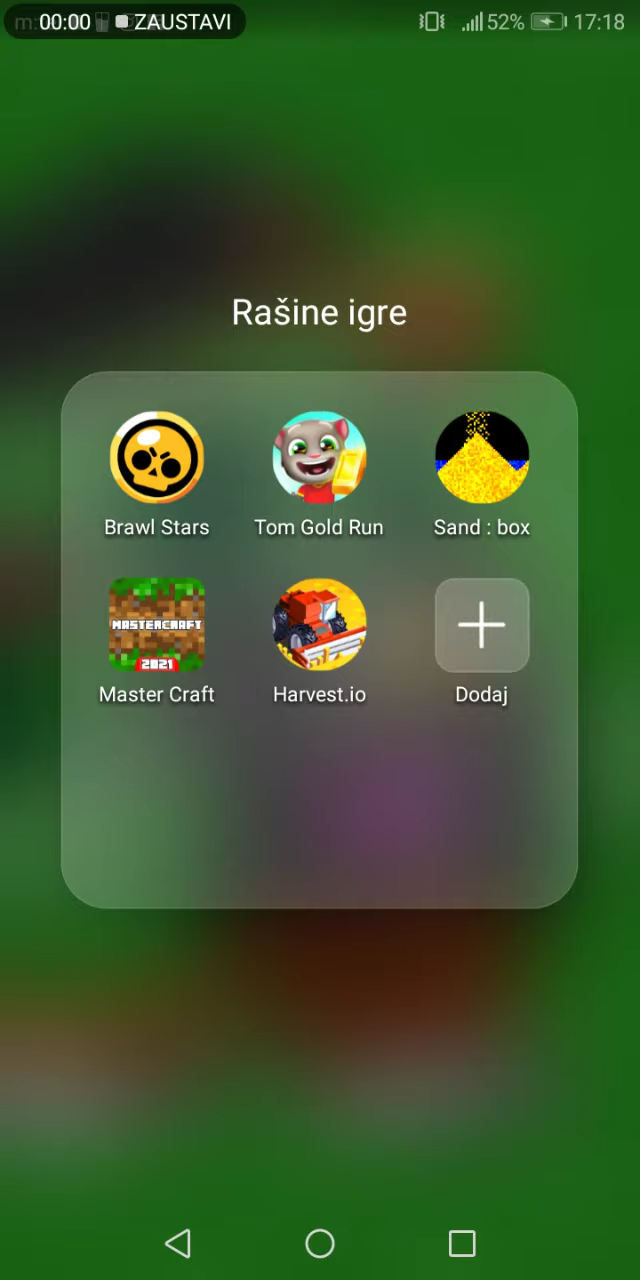 00:00 ZAUSTAVI 52% 17:18
Rašine igre
Brawl Stars Tom Gold Run Sand : box
MASTERCRAFT
2021
Master Craft Harvest.io Dodaj